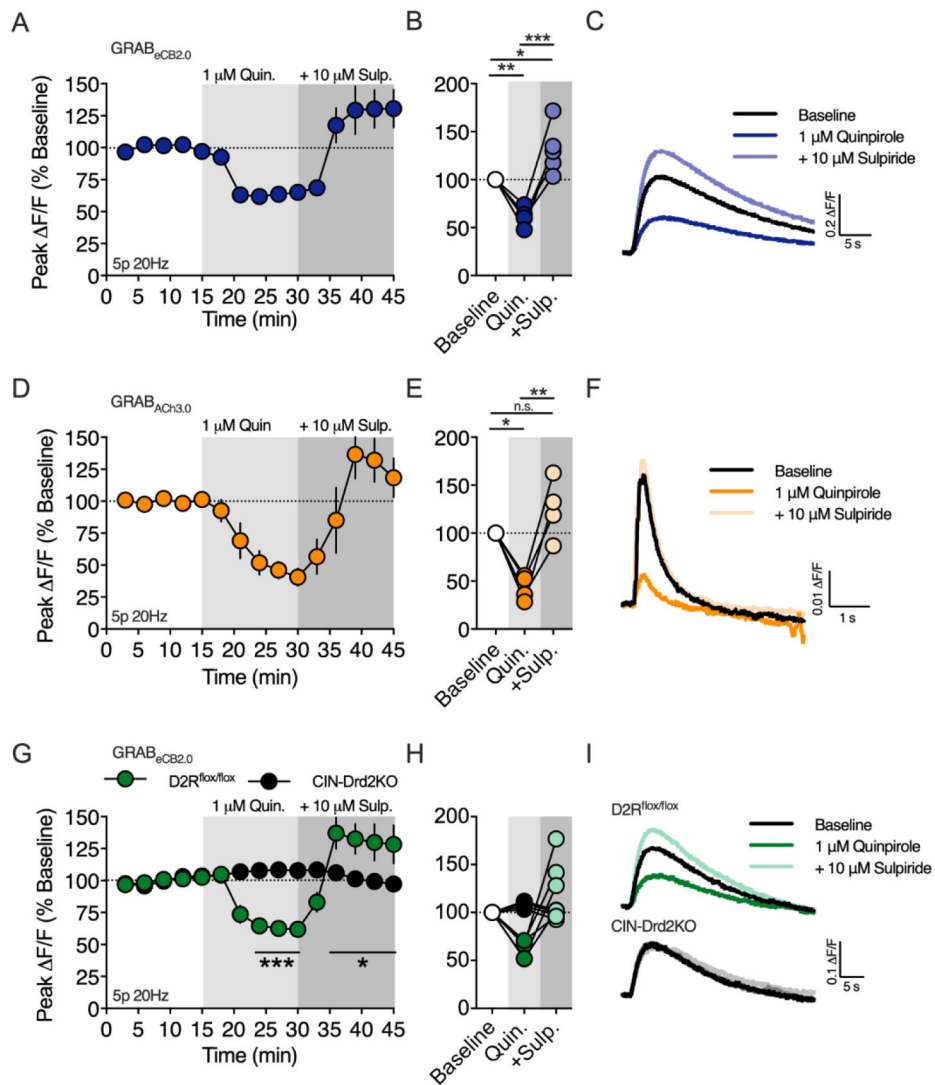 A
GRABeCB2.0
1 μM Quin.
+ 10 μM Sulp.
Peak ΔF/F (% Baseline)
150
125
100
75
50
25
0
5p 20Hz
0 5 10 15 20 25 30 35 40 45
Time (min)
B
***
*
**
200
150
100
50
0
Baseline
Quin.
+Sulp.
C
Baseline
1 μM Quinpirole
+ 10 μM Sulpiride
0.2 ΔF/F
5 s
D
GRABACh3.0
1 μM Quin
+ 10 μM Sulp.
Peak ΔF/F (% Baseline)
150
125
100
75
50
25
0
5p 20Hz
0 5 10 15 20 25 30 35 40 45
Time (min)
E
**
n.s.
*
200
150
100
50
0
Baseline
Quin.
+Sulp.
F
Baseline
1 μM Quinpirole
+ 10 μM Sulpiride
0.01 ΔF/F
1 s
G
GRABeCB2.0
D2Rflox/flox
CIN-Drd2KO
1 μM Quin.
+ 10 μM Sulp.
Peak ΔF/F (% Baseline)
150
125
100
75
50
25
0
***
*
5p 20Hz
0 5 10 15 20 25 30 35 40 45
Time (min)
H
200
150
100
50
0
Baseline
Quin.
+Sulp.
I
D2Rflox/flox
Baseline
1 μM Quinpirole
+ 10 μM Sulpiride
CIN-Drd2KO
0.1 ΔF/F
5 s